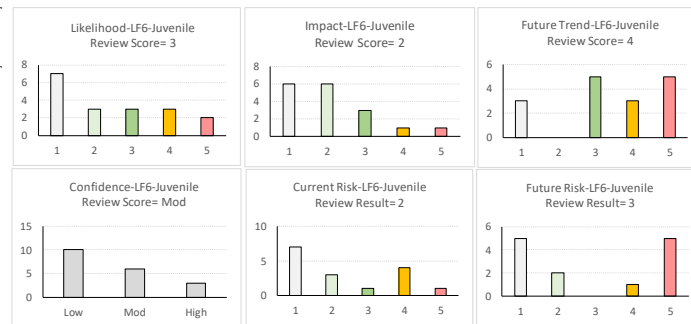 Likelihood-LF6-Juvenile
Review Score= 3
8
6
4
2
0
1 2 3 4 5
Impact-LF6-Juvenile
Review Score= 2
8
6
4
2
0
1 2 3 4 5
Future Trend-LF6-Juvenile
Review Score= 4
6
4
2
0
1 2 3 4 5
Confidence-LF6-Juvenile
Review Score= Mod
15
10
5
0
Low Mod High
Current Risk-LF6-Juvenile
Review Result= 2
10
5
0
1 2 3 4 5
Future Risk-LF6-Juvenile
Review Result= 3
6
4
2
0
1 2 3 4 5